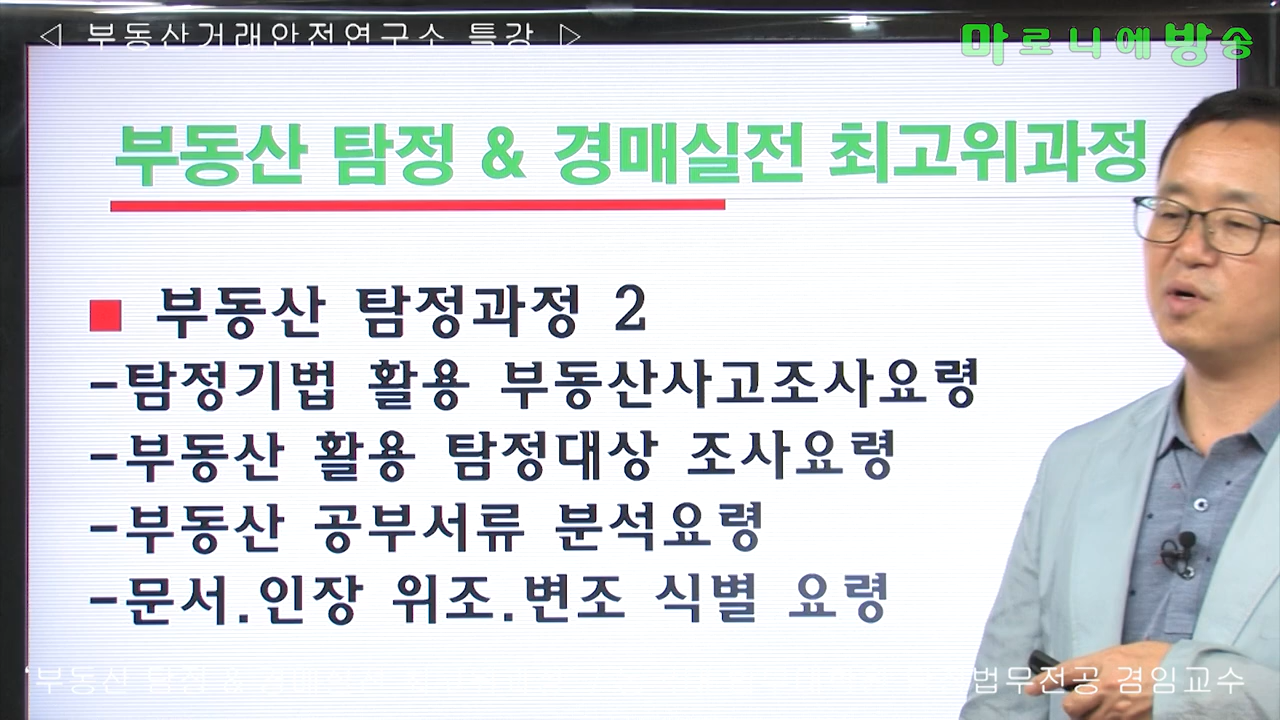 ◁ 부동산거래안전연구소 특강 ▷
마로니에방송
부동산 탐정 & 경매실전 최고위과정
■ 부동산 탐정과정 2
-탐정기법 활용 부동산사고조사요령
-부동산 활용 탐정대상 조사요령
-부동산 공부서류 분석요령
-문서.인장 위조.변조 식별 요령
부동산 탐정 &
법무전공 겸임교수